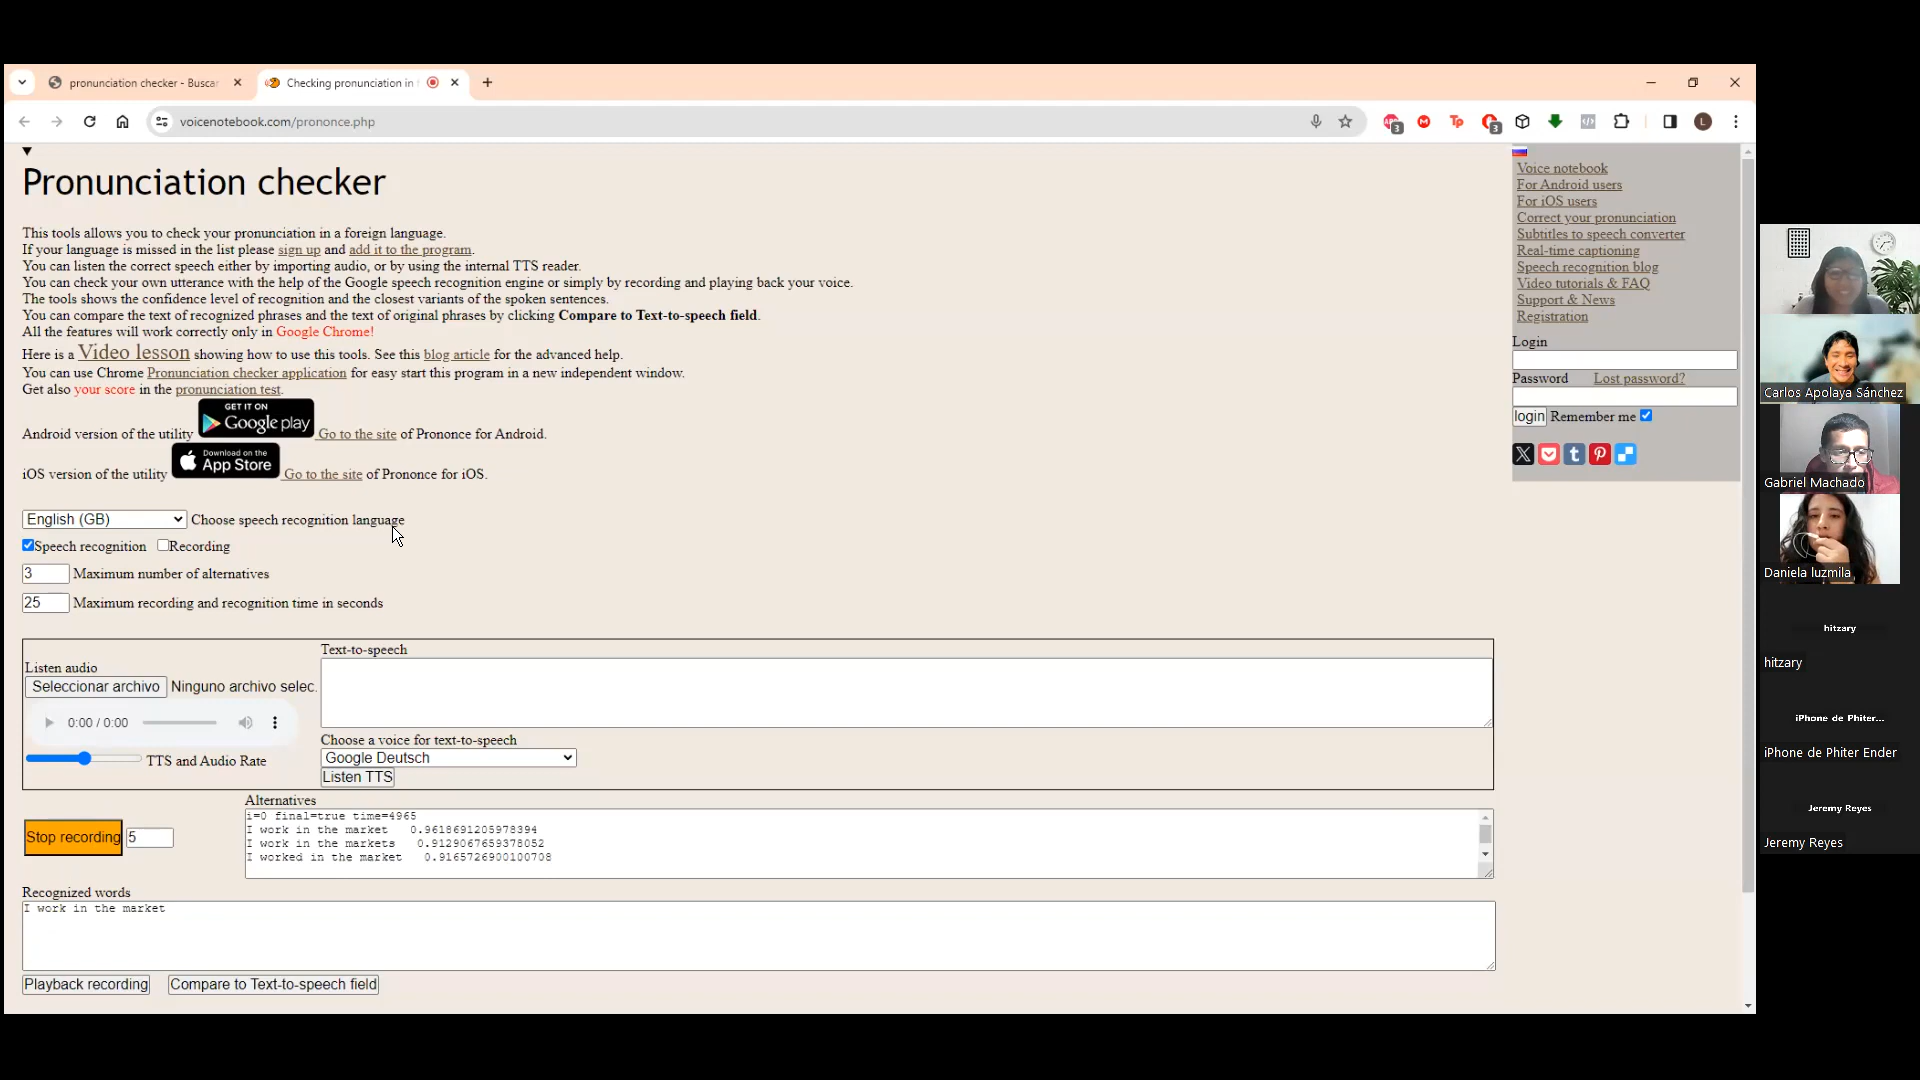 pronunciation checker - Buscar
Checking pronunciation in
voicenotebook.com/prononce.php
3
Tp
3
L
Pronunciation checker
This tools allows you to check your pronunciation in a foreign language.
If your language is missed in the list please sign up and add it to the program.
You can listen the correct speech either by importing audio, or by using the internal TTS reader.
You can check your own utterance with the help of the Google speech recognition engine or simply by recording and playing back your voice.
The tools shows the confidence level of recognition and the closest variants of the spoken sentences.
You can compare the text of recognized phrases and the text of original phrases by clicking Compare to Text-to-speech field.
All the features will work correctly only in Google Chrome!
Here is a Video lesson showing how to use this tools. See this blog article for the advanced help.
You can use Chrome Pronunciation checker application for easy start this program in a new independent window.
Get also your score in the pronunciation test.
Android version of the utility GET IT ON Google play Go to the site of Prononce for Android.
iOS version of the utility Download on the App Store Go to the site of Prononce for iOS.
English (GB) Choose speech recognition language
Speech recognition Recording
3 Maximum number of alternatives
25 Maximum recording and recognition time in seconds
Listen audio
Seleccionar archivo Ninguno archivo selec.
0:00 / 0:00
TTS and Audio Rate
Text-to-speech
Choose a voice for text-to-speech
Google Deutsch
Listen TTS
Stop recording 5
Alternatives
i=0 final=true time=4965
I work in the market 0.9618691205978394
I work in the markets 0.9129067659378052
I worked in the market 0.9165726900100708
Recognized words
I work in the market
Playback recording Compare to Text-to-speech field
Voice notebook
For Android users
For iOS users
Correct your pronunciation
Subtitles to speech converter
Real-time captioning
Speech recognition blog
Video tutorials & FAQ
Support & News
Registration
Login
Password Lost password?
login Remember me
Carlos Apolaya Sánchez
Gabriel Machado
Daniela luzmila
hitzary
hitzary
iPhone de Phiter...
iPhone de Phiter Ender
Jeremy Reyes
Jeremy Reyes